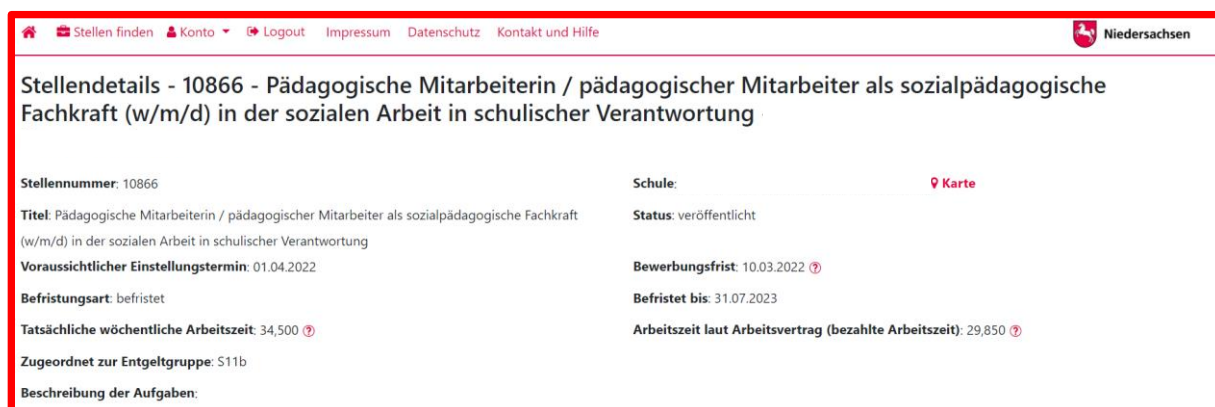 Stellen finden Konto Logout Impressum Datenschutz Kontakt und Hilfe Niedersachsen
Stellendetails - 10866 - Pädagogische Mitarbeiterin / pädagogischer Mitarbeiter als sozialpädagogische
Fachkraft (w/m/d) in der sozialen Arbeit in schulischer Verantwortung
Stellennummer: 10866
Schule: Karte
Titel: Pädagogische Mitarbeiterin / pädagogischer Mitarbeiter als sozialpädagogische Fachkraft
(w/m/d) in der sozialen Arbeit in schulischer Verantwortung
Status: veröffentlicht
Voraussichtlicher Einstellungstermin: 01.04.2022
Bewerbungsfrist: 10.03.2022 ?
Befristungsart: befristet
Befristet bis: 31.07.2023
Tatsächliche wöchentliche Arbeitszeit: 34,500 ?
Arbeitszeit laut Arbeitsvertrag (bezahlte Arbeitszeit): 29,850 ?
Zugeordnet zur Entgeltgruppe: S11b
Beschreibung der Aufgaben: